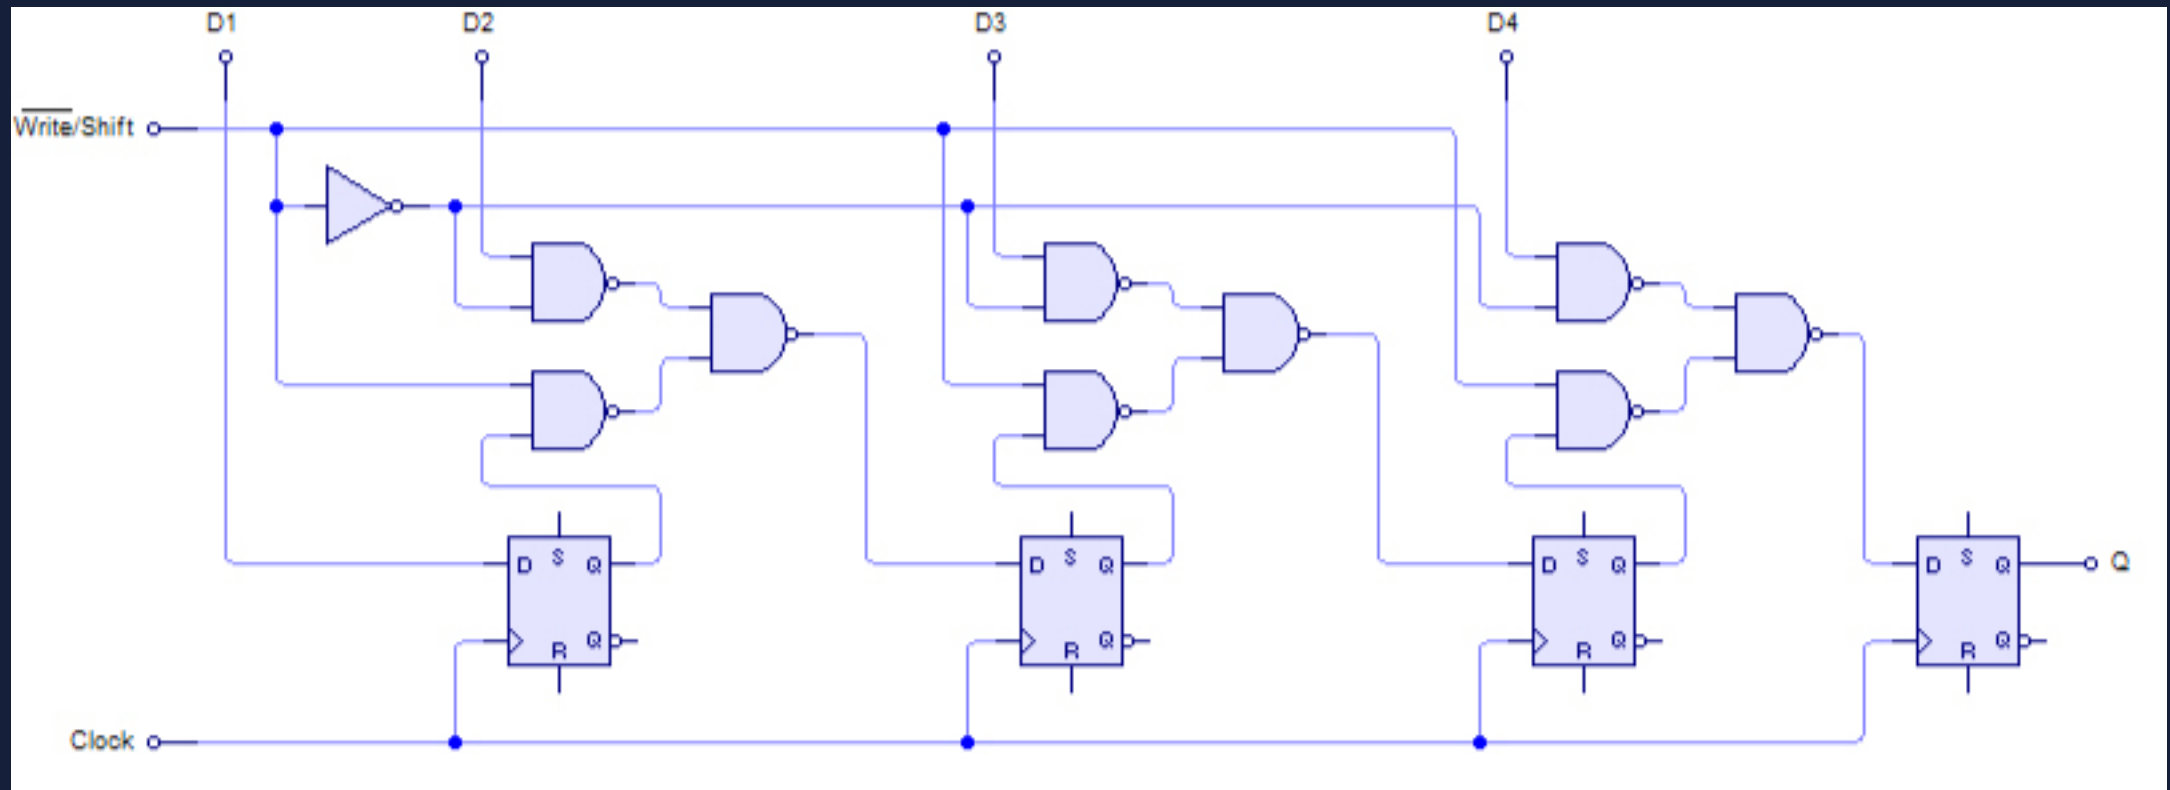 D1 D2 D3 D4
Write/Shift
D S Q D S Q D S Q D S Q Q
R Q R Q R Q R Q
Clock